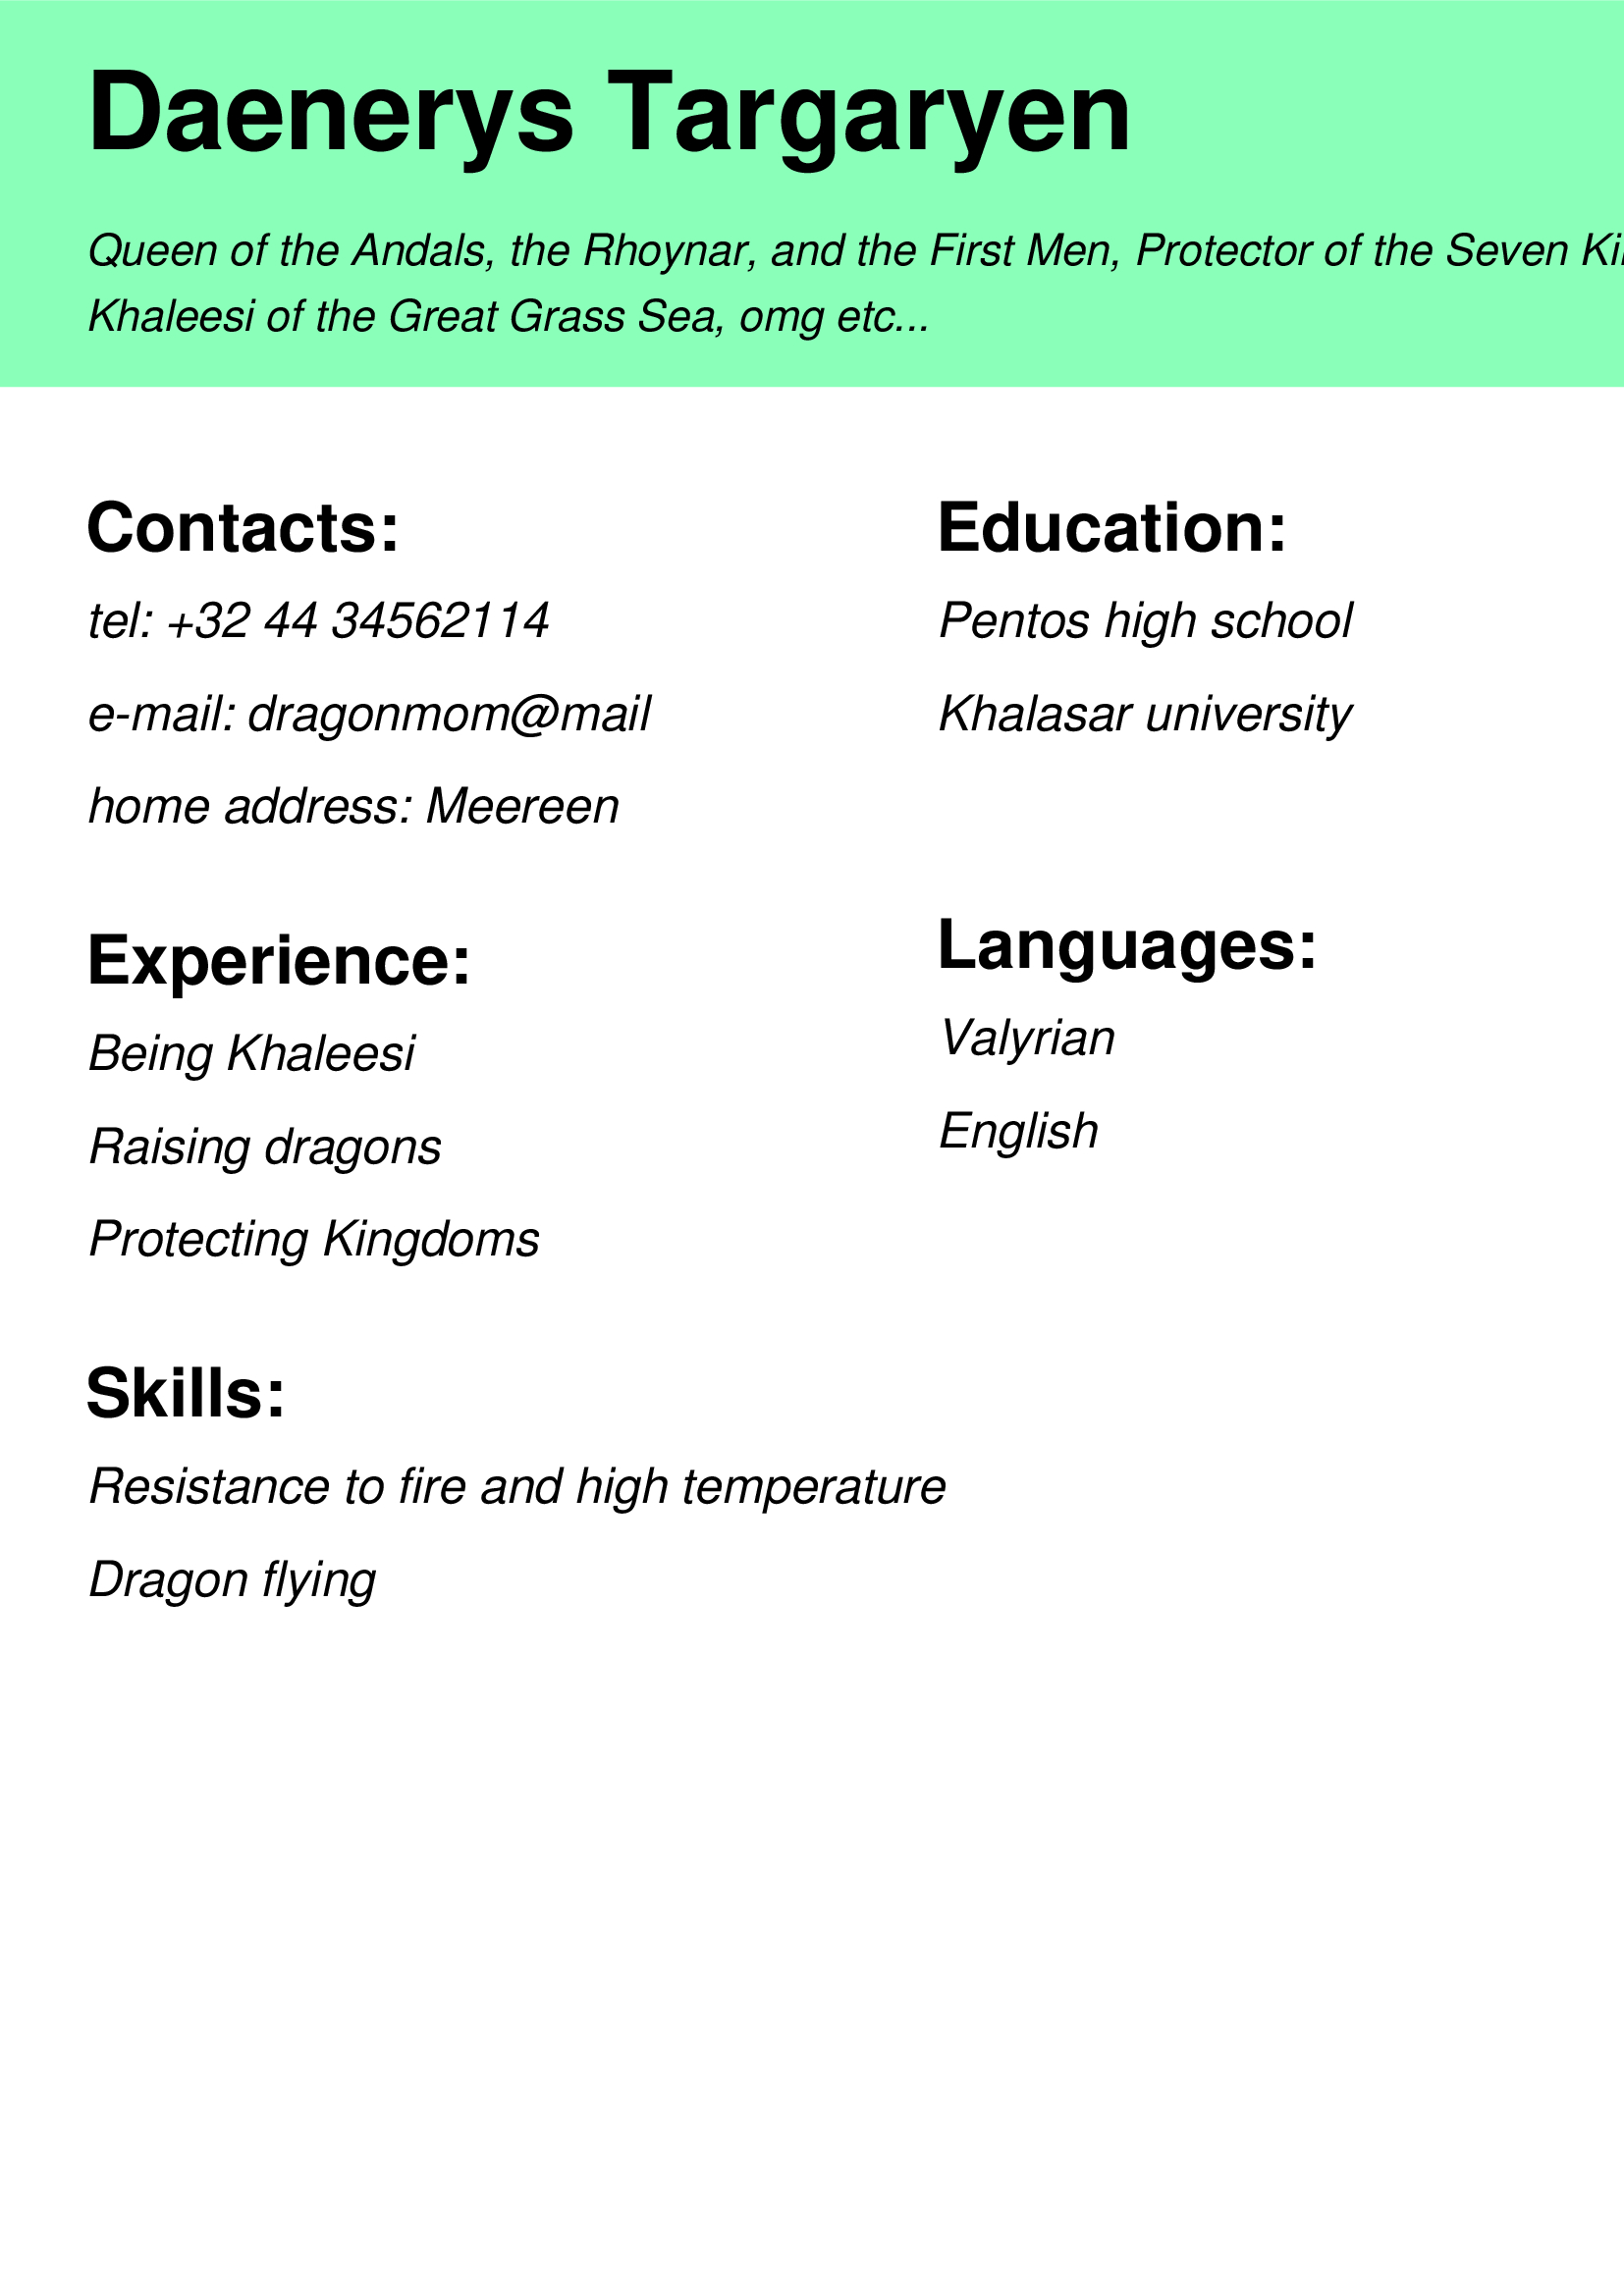 Daenerys Targaryen
Queen of the Andals, the Rhoynar, and the First Men, Protector of the Seven
Khaleesi of the Great Grass Sea, omg etc...
Contacts:
tel: +32 44 34562114
e-mail: dragonmom@mail
home address: Meereen
Experience:
Being Khaleesi
Raising dragons
Protecting Kingdoms
Skills:
Resistance to fire and high temperature
Dragon flying
Education:
Pentos high school
Khalasar university
Languages:
Valyrian
English